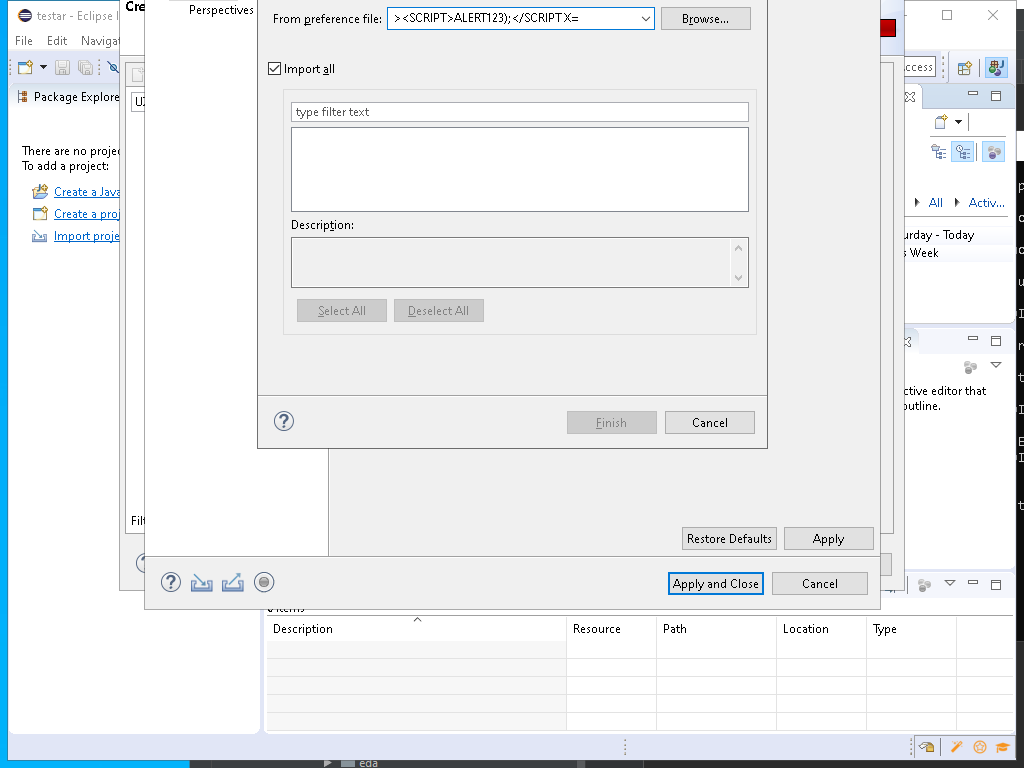 testar - Eclipse I
Cre
Perspectives
From preference file:
><SCRIPT>ALERT123);</SCRIPT X=
Browse...
File Edit Navigat
Import all
ccess
Package Explore
type filter text
There are no projec
To add a project:
Create a Java
Create a proj
Import proje
All
Activ...
Description:
urday - Today
s Week
Select All
Deselect All
ctive editor that
outline.
Finish
Cancel
Filt
Restore Defaults
Apply
Apply and Close
Cancel
Description
Resource
Path
Location
Type
eda